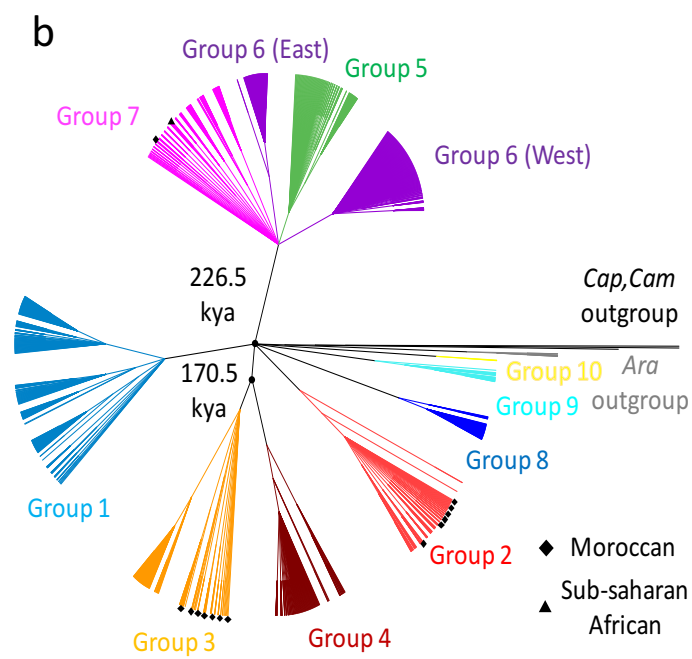 b
Group 6 (East)
Group 5
Group 7
Group 6 (West)
226.5
kya
Cap,Cam
outgroup
170.5
kya
Group 10
Ara
outgroup
Group 9
Group 8
Group 1
Group 2
Moroccan
Sub-saharan
African
Group 3
Group 4